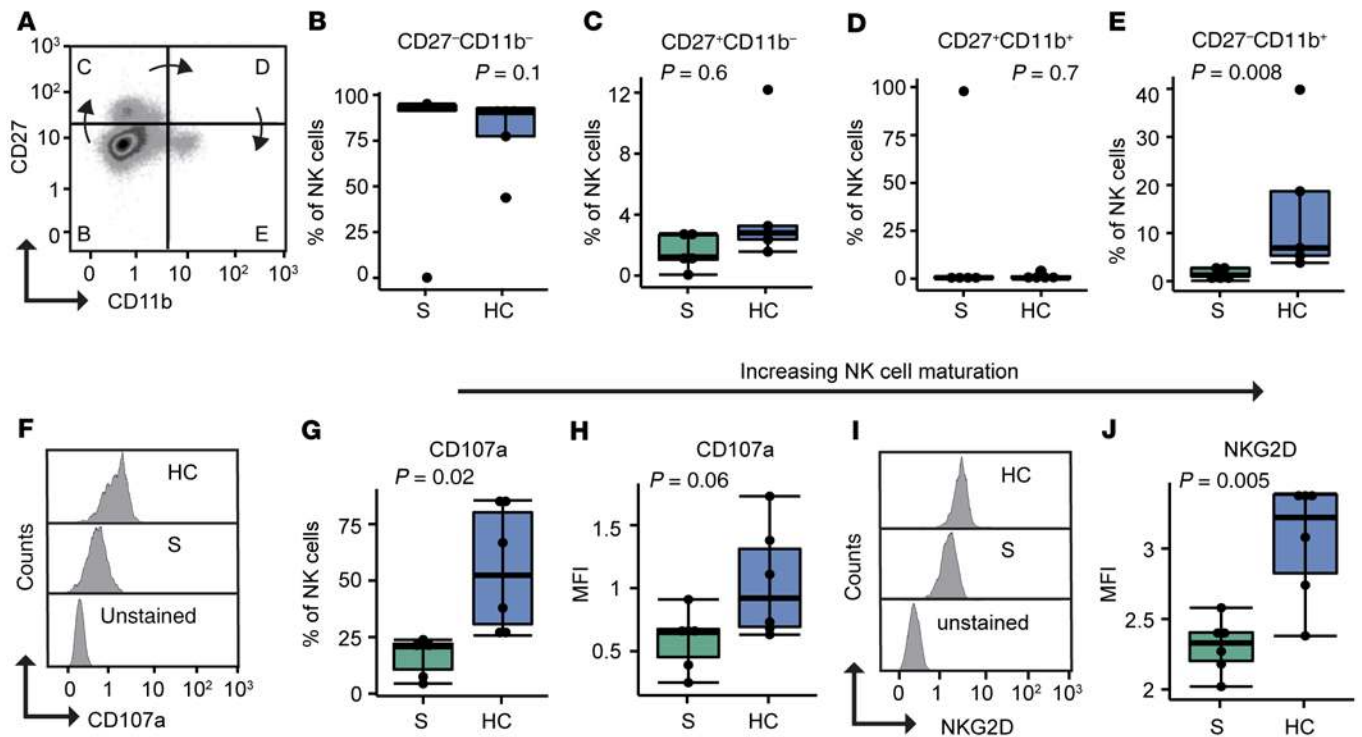 A
CD27
10³
10²
10
1
0
C
D
B
E
0
1
10
10²
10³
CD11b
B
CD27⁻CD11b⁻
P = 0.1
% of NK cells
100
75
50
25
0
S
HC
C
CD27⁺CD11b⁻
P = 0.6
% of NK cells
12
8
4
0
S
HC
D
CD27⁺CD11b⁺
P = 0.7
% of NK cells
100
75
50
25
0
S
HC
E
CD27⁻CD11b⁺
P = 0.008
% of NK cells
40
30
20
10
0
S
HC
Increasing NK cell maturation
F
Counts
HC
S
Unstained
0
1
10
10²
10³
CD107a
G
CD107a
P = 0.02
% of NK cells
75
50
25
0
S
HC
H
CD107a
P = 0.06
MFI
1.5
1
0.5
S
HC
I
Counts
HC
S
unstained
0
1
10
10²
10³
NKG2D
J
NKG2D
P = 0.005
MFI
3
2.5
2
S
HC